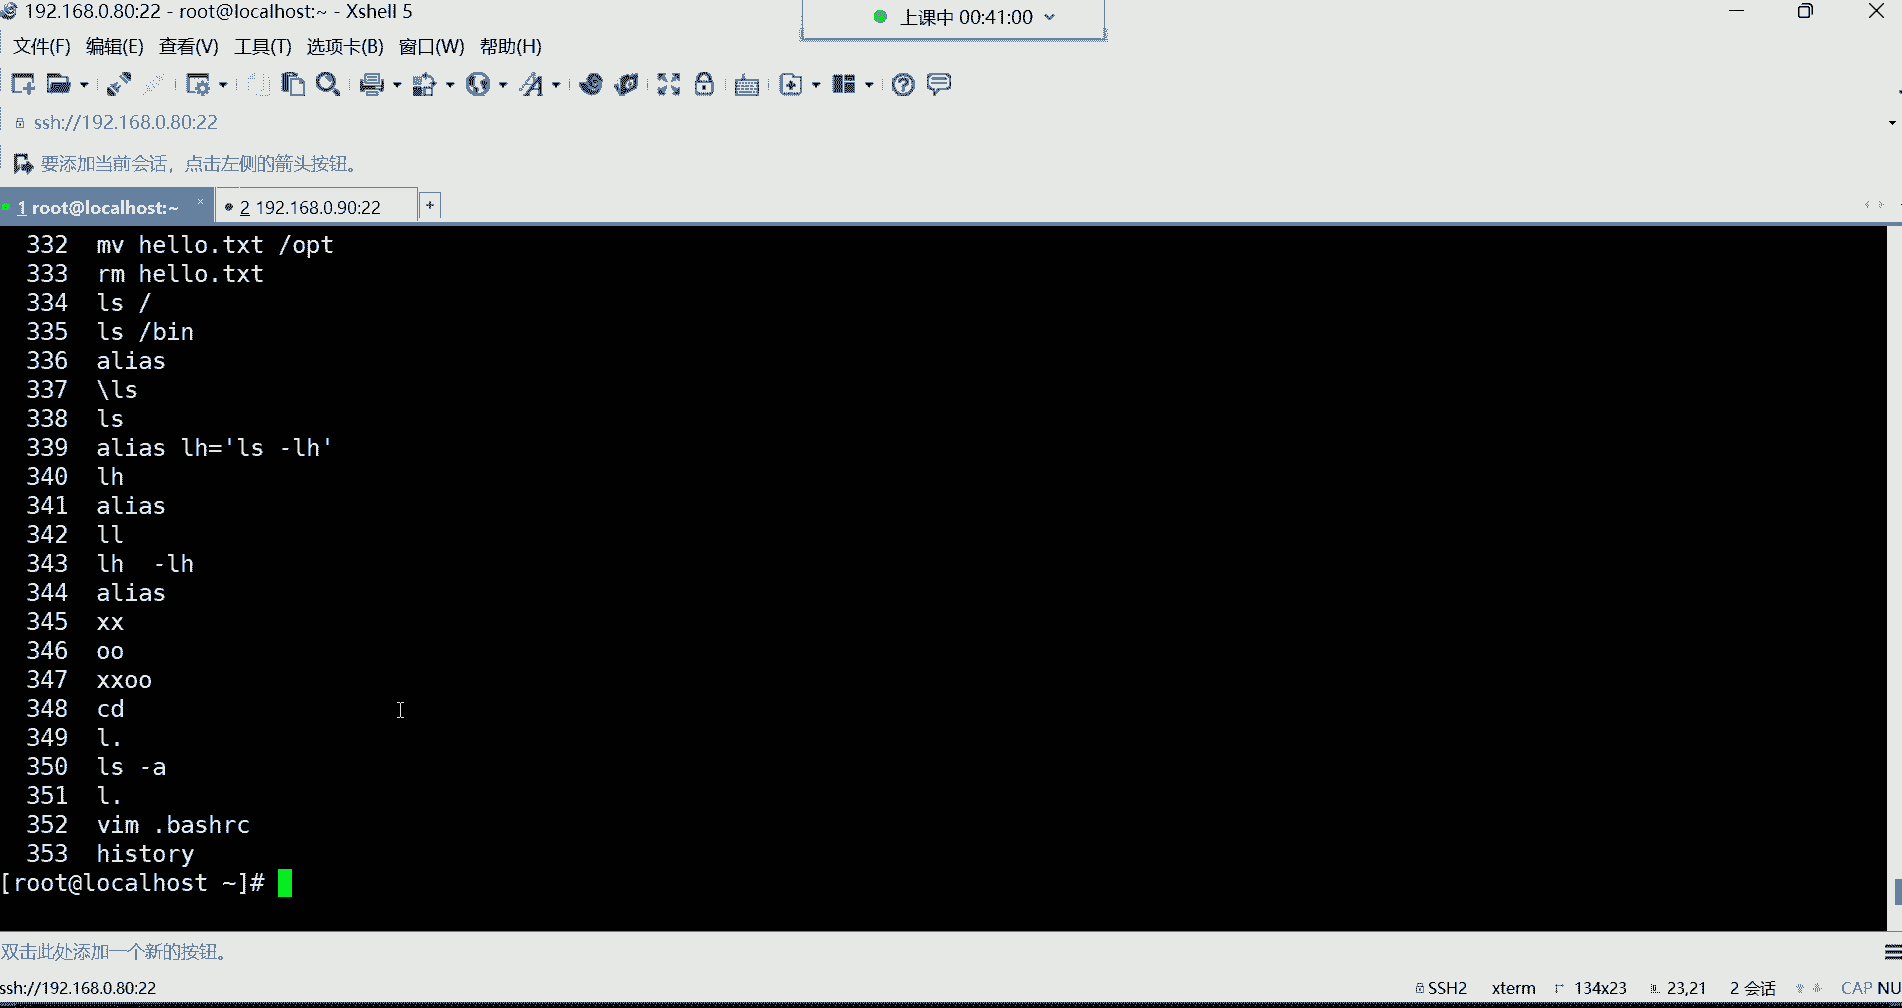 192.168.0.80:22 - root@localhost:~ - Xshell 5
上课中 00:41:00
文件(F) 编辑(E) 查看(V) 工具(T) 选项卡(B) 窗口(W) 帮助(H)
ssh://192.168.0.80:22
要添加当前会话，点击左侧的箭头按钮。
1 root@localhost:~ × 2 192.168.0.90:22 +
332 mv hello.txt /opt
333 rm hello.txt
334 ls /
335 ls /bin
336 alias
337 \ls
338 ls
339 alias lh='ls -lh'
340 lh
341 alias
342 ll
343 lh  -lh
344 alias
345 xx
346 oo
347 xxoo
348 cd
349 l.
350 ls -a
351 l.
352 vim .bashrc
353 history
[root@localhost ~]#
双击此处添加一个新的按钮。
ssh://192.168.0.80:22 SSH2 xterm 134x23 23,21 2 会话 CAP NU